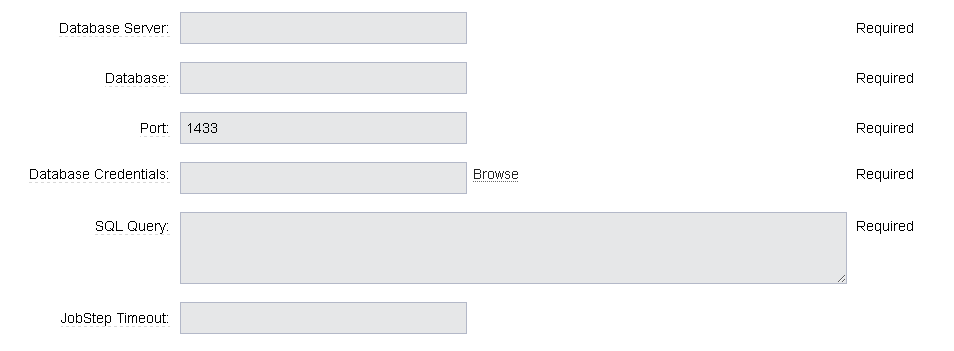 Database Server: Required
Database: Required
Port: 1433 Required
Database Credentials: Browse Required
SQL Query: Required
JobStep Timeout: